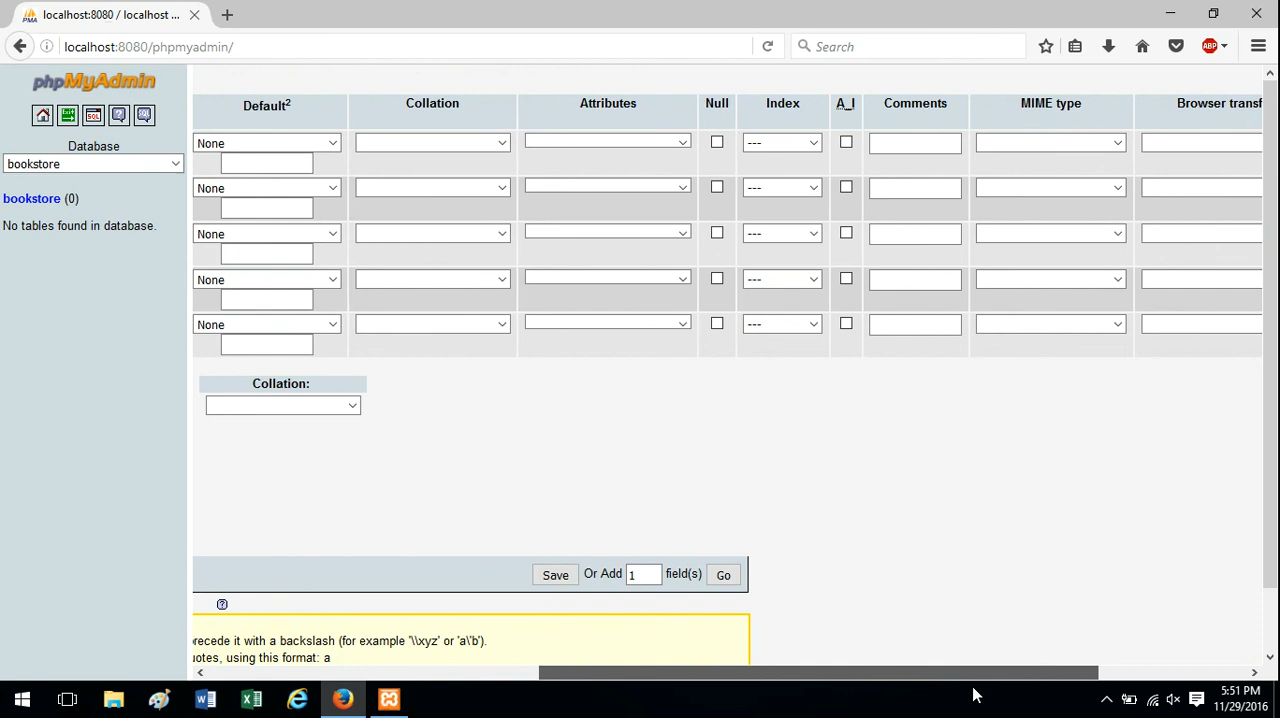 localhost:8080 / localhost ...
localhost:8080/phpmyadmin/
Search
ABP
phpMyAdmin
SQL
Database
bookstore
bookstore (0)
No tables found in database.
Default2 Collation Attributes Null Index A_I Comments MIME type Browser transf
None ---
None ---
None ---
None ---
None ---
Collation:
Save Or Add 1 field(s) Go
recede it with a backslash (for example '\\xyz' or 'a\'b').
uotes, using this format: a
5:51 PM
11/29/2016